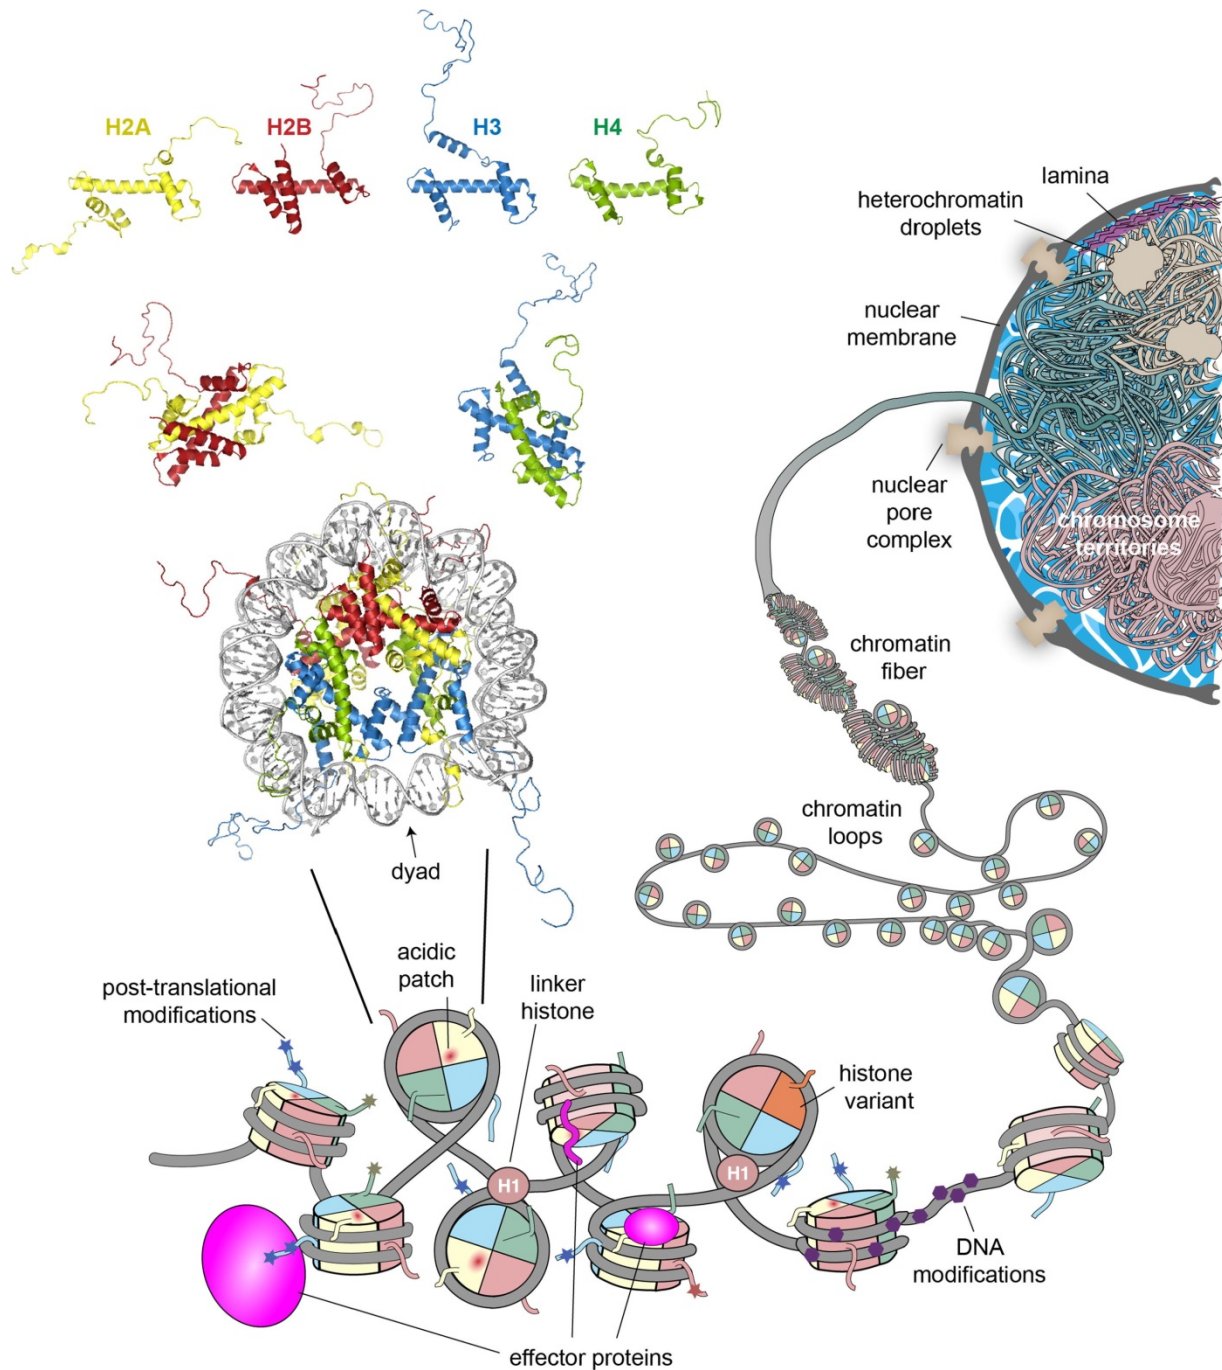 H2A
H2B
H3
H4
lamina
heterochromatin
droplets
nuclear
membrane
nuclear
pore
complex
chromosome
territories
chromatin
fiber
chromatin
loops
dyad
acidic
patch
linker
histone
post-translational
modifications
histone
variant
H1
H1
DNA
modifications
effector proteins